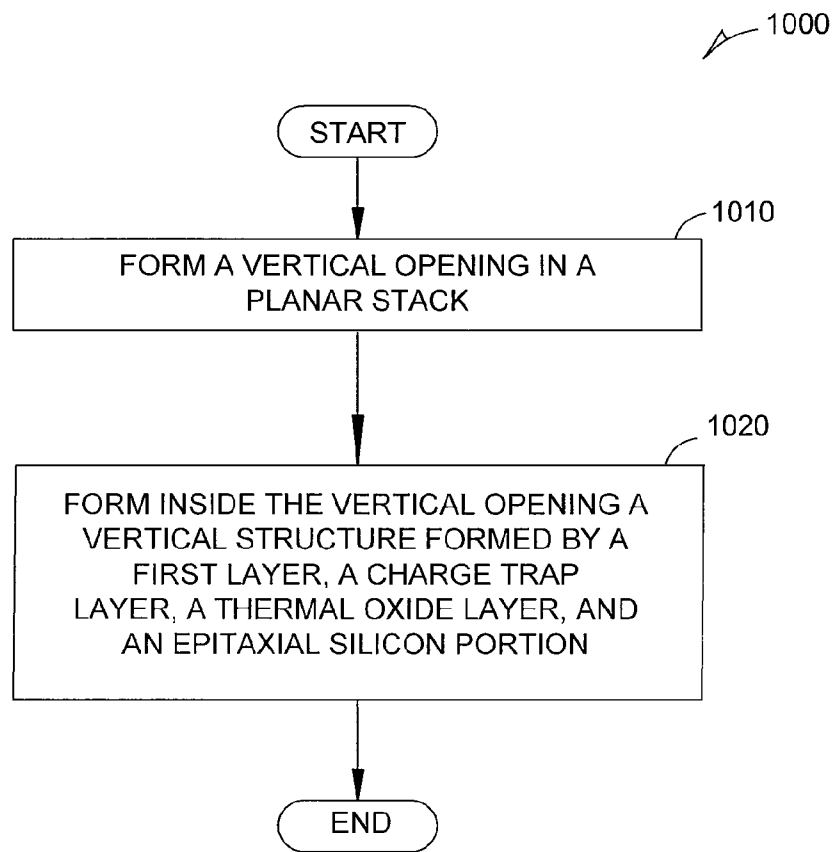 1000
START
1010
FORM A VERTICAL OPENING IN A
PLANAR STACK
1020
FORM INSIDE THE VERTICAL OPENING A
VERTICAL STRUCTURE FORMED BY A
FIRST LAYER, A CHARGE TRAP
LAYER, A THERMAL OXIDE LAYER, AND
AN EPITAXIAL SILICON PORTION
END